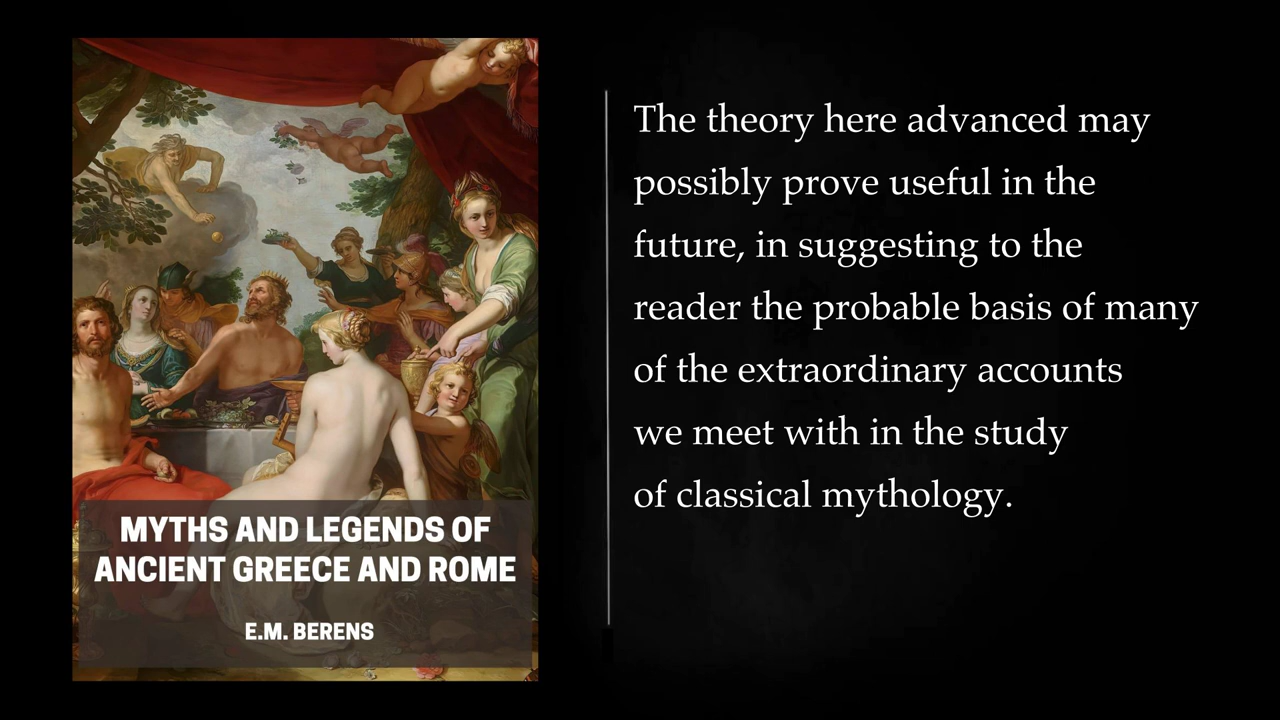 MYTHS AND LEGENDS OF
ANCIENT GREECE AND ROME
E.M. BERENS
The theory here advanced may
possibly prove useful in the
future, in suggesting to the
reader the probable basis of many
of the extraordinary accounts
we meet with in the study
of classical mythology.